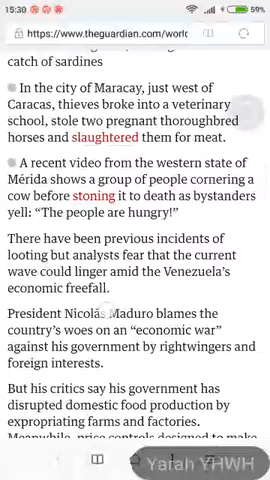 15:30
59%
https://www.theguardian.com/world
catch of sardines
In the city of Maracay, just west of
Caracas, thieves broke into a veterinary
school, stole two pregnant thoroughbred
horses and slaughtered them for meat.
A recent video from the western state of
Mérida shows a group of people cornering a
cow before stoning it to death as bystanders
yell: “The people are hungry!”
There have been previous incidents of
looting but analysts fear that the current
wave could linger amid the Venezuela’s
economic freefall.
President Nicolás Maduro blames the
country’s woes on an “economic war”
against his government by rightwingers and
foreign interests.
But his critics say his government has
disrupted domestic food production by
expropriating farms and factories.
Meanwhile, price controls designed to make
Yarah YHWH